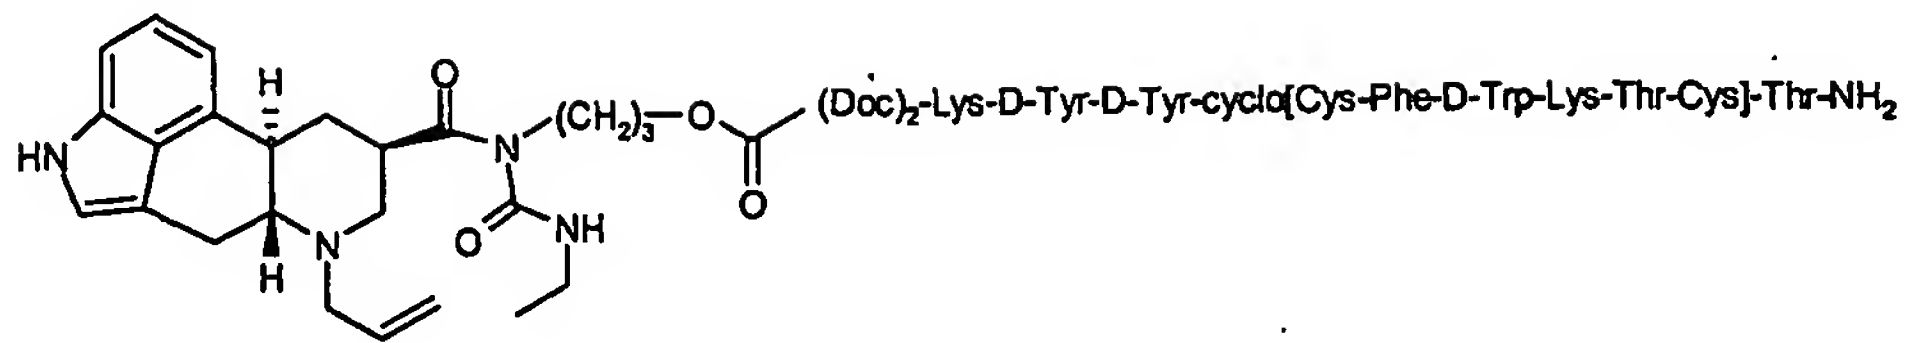 O
H
(Doc)2-Lys-D-Tyr-D-Tyr-cyclo[Cys-Phe-D-Trp-Lys-Thr-Cys]-Thr-NH2
(CH2)3—O
N
HN
O
O
NH
N
H